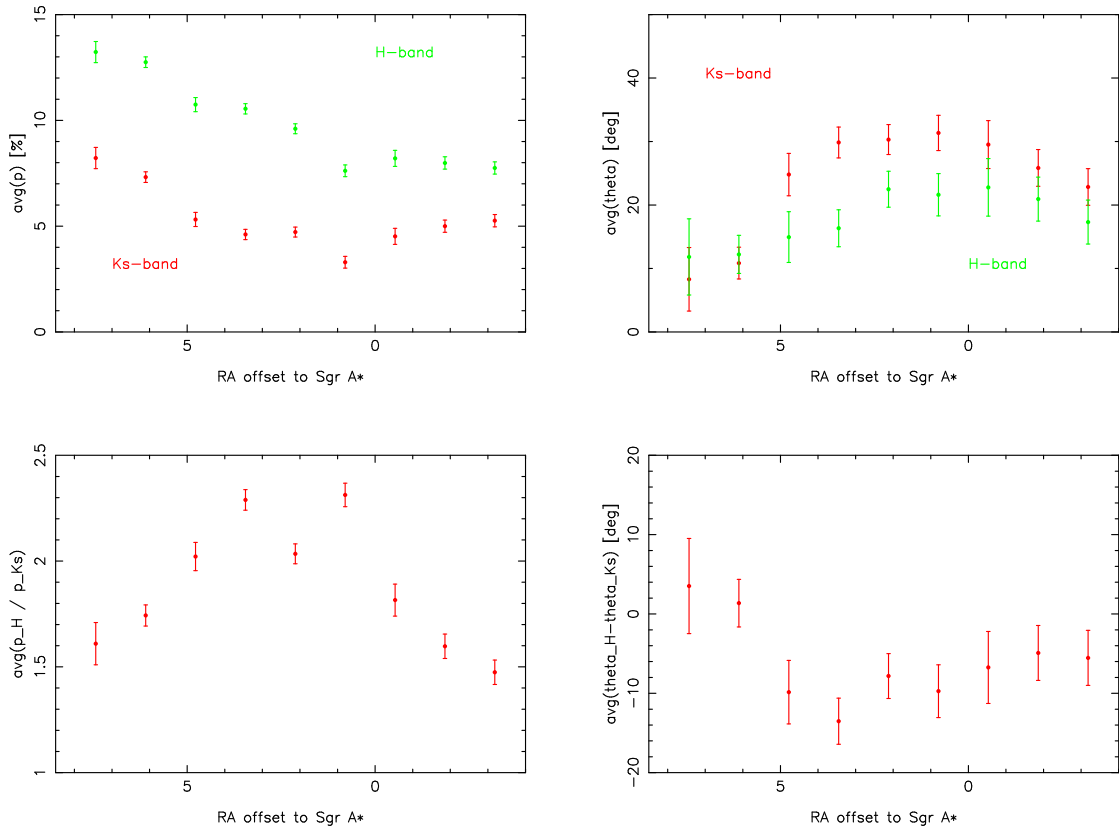 15
10
5
0
avg(p) [%]
H-band
Ks-band
5
0
RA offset to Sgr A*
40
20
0
avg(theta) [deg]
Ks-band
H-band
5
0
RA offset to Sgr A*
2.5
2
1.5
1
avg(p_H / p_Ks)
5
0
RA offset to Sgr A*
20
10
0
-10
-20
avg(theta_H-theta_Ks) [deg]
5
0
RA offset to Sgr A*